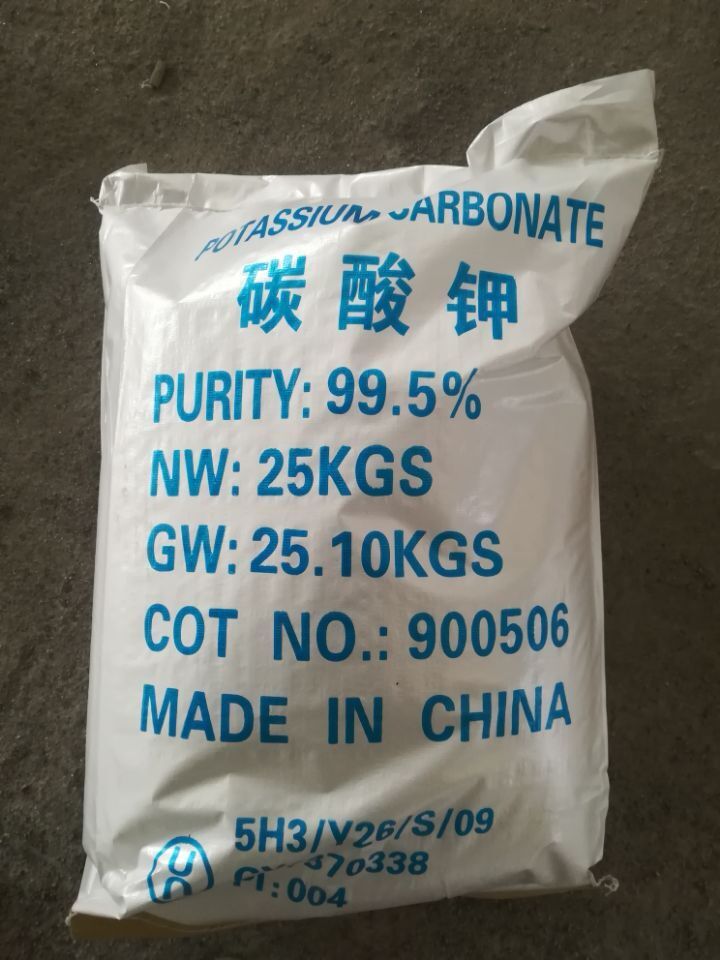 POTASSIUM CARBONATE
碳酸钾
PURITY: 99.5%
NW: 25KGS
GW: 25.10KGS
COT NO.: 900506
MADE IN CHINA
UN
5H3/Y26/S/09
PI:004